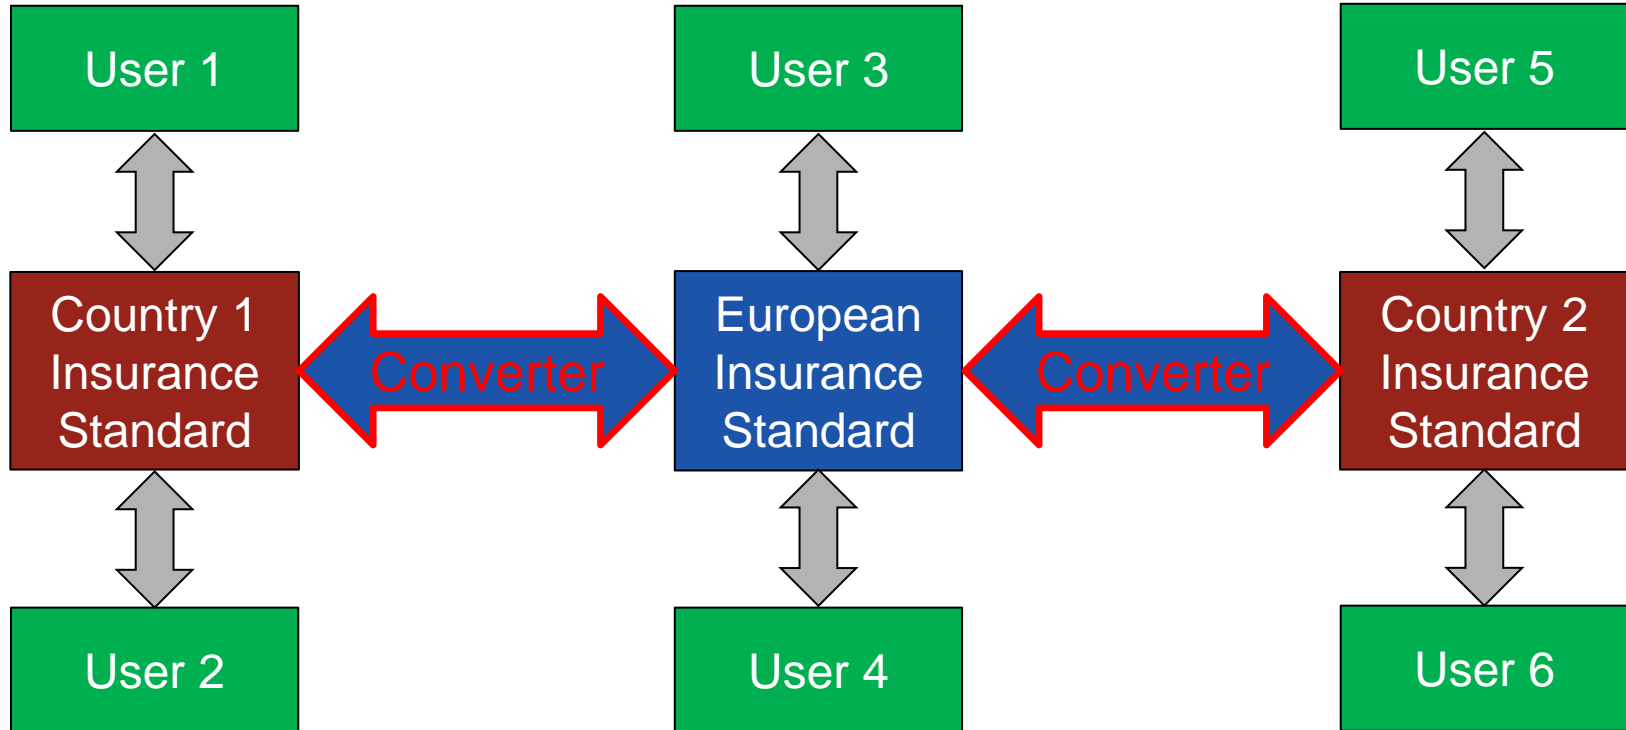 User 1
User 3
User 5
Country 1
Insurance
Standard
Converter
European
Insurance
Standard
Converter
Country 2
Insurance
Standard
User 2
User 4
User 6